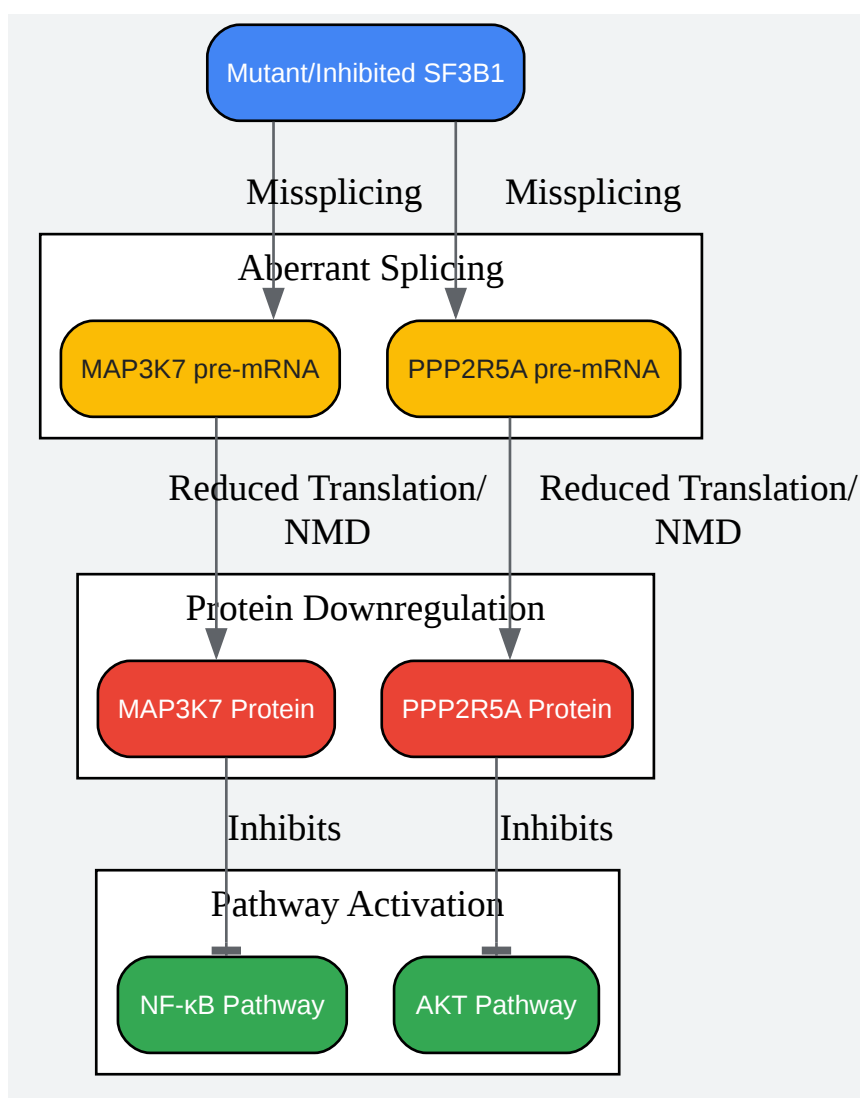 Mutant/Inhibited SF3B1
Missplicing
Missplicing
Aberrant Splicing
MAP3K7 pre-mRNA
PPP2R5A pre-mRNA
Reduced Translation/
NMD
Reduced Translation/
NMD
Protein Downregulation
MAP3K7 Protein
PPP2R5A Protein
Inhibits
Inhibits
Pathway Activation
NF-κB Pathway
AKT Pathway